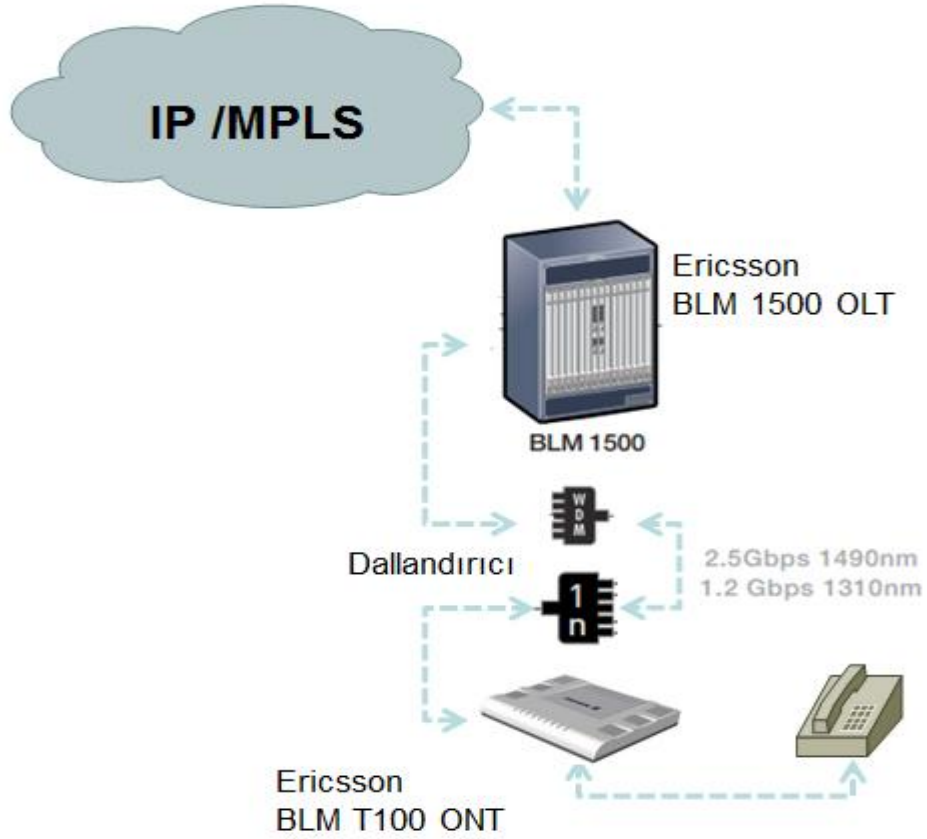 IP /MPLS
Ericsson
BLM 1500 OLT
BLM 1500
WDM
Dallandırıcı
2.5Gbps 1490nm
1.2 Gbps 1310nm
1
n
Ericsson
BLM T100 ONT